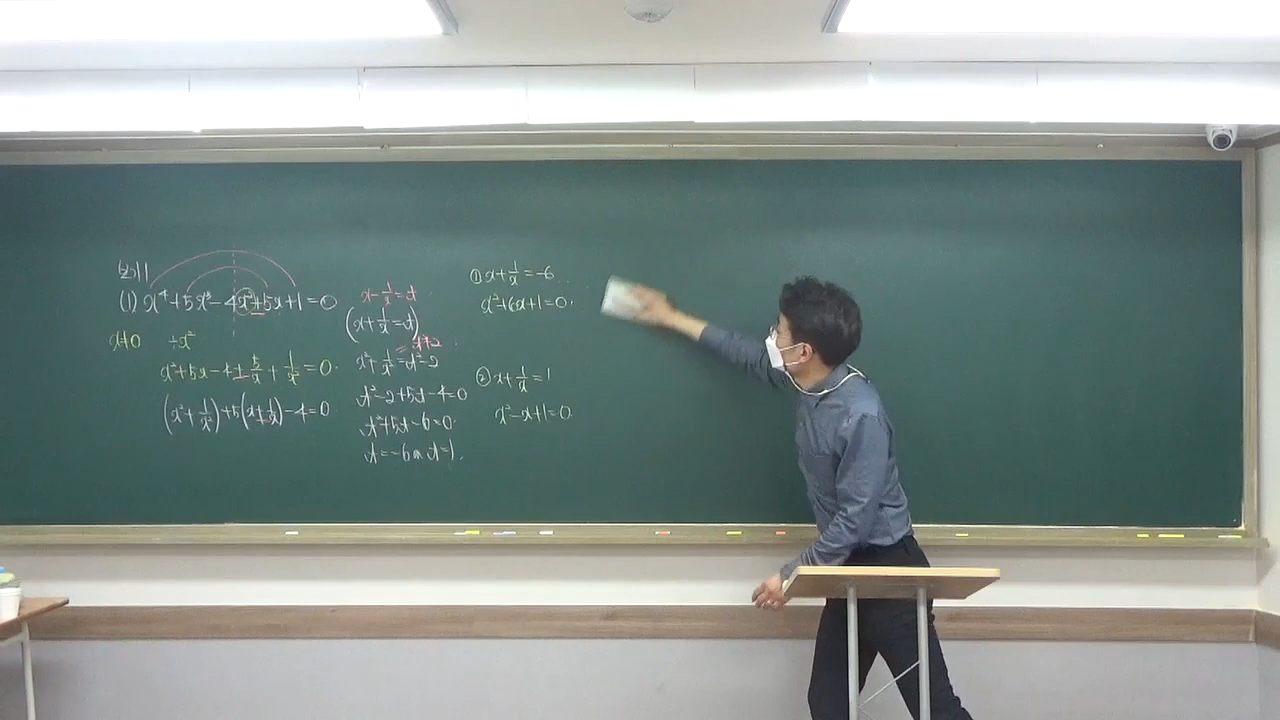 (1) x⁴+5x³-4x²+5x+1=0
x≠0 ÷x²
x²+5x-4+5/x+1/x²=0
(x²+1/x²)+5(x+1/x)-4=0
x-1/x=t
(x+1/x=t)
x²+1/x²=t²-2
=t²+2
t²-2+5t-4=0
t²+5t-6=0
t=-6 or t=1
① x+1/x=-6
x²+6x+1=0
② x+1/x=1
x²-x+1=0